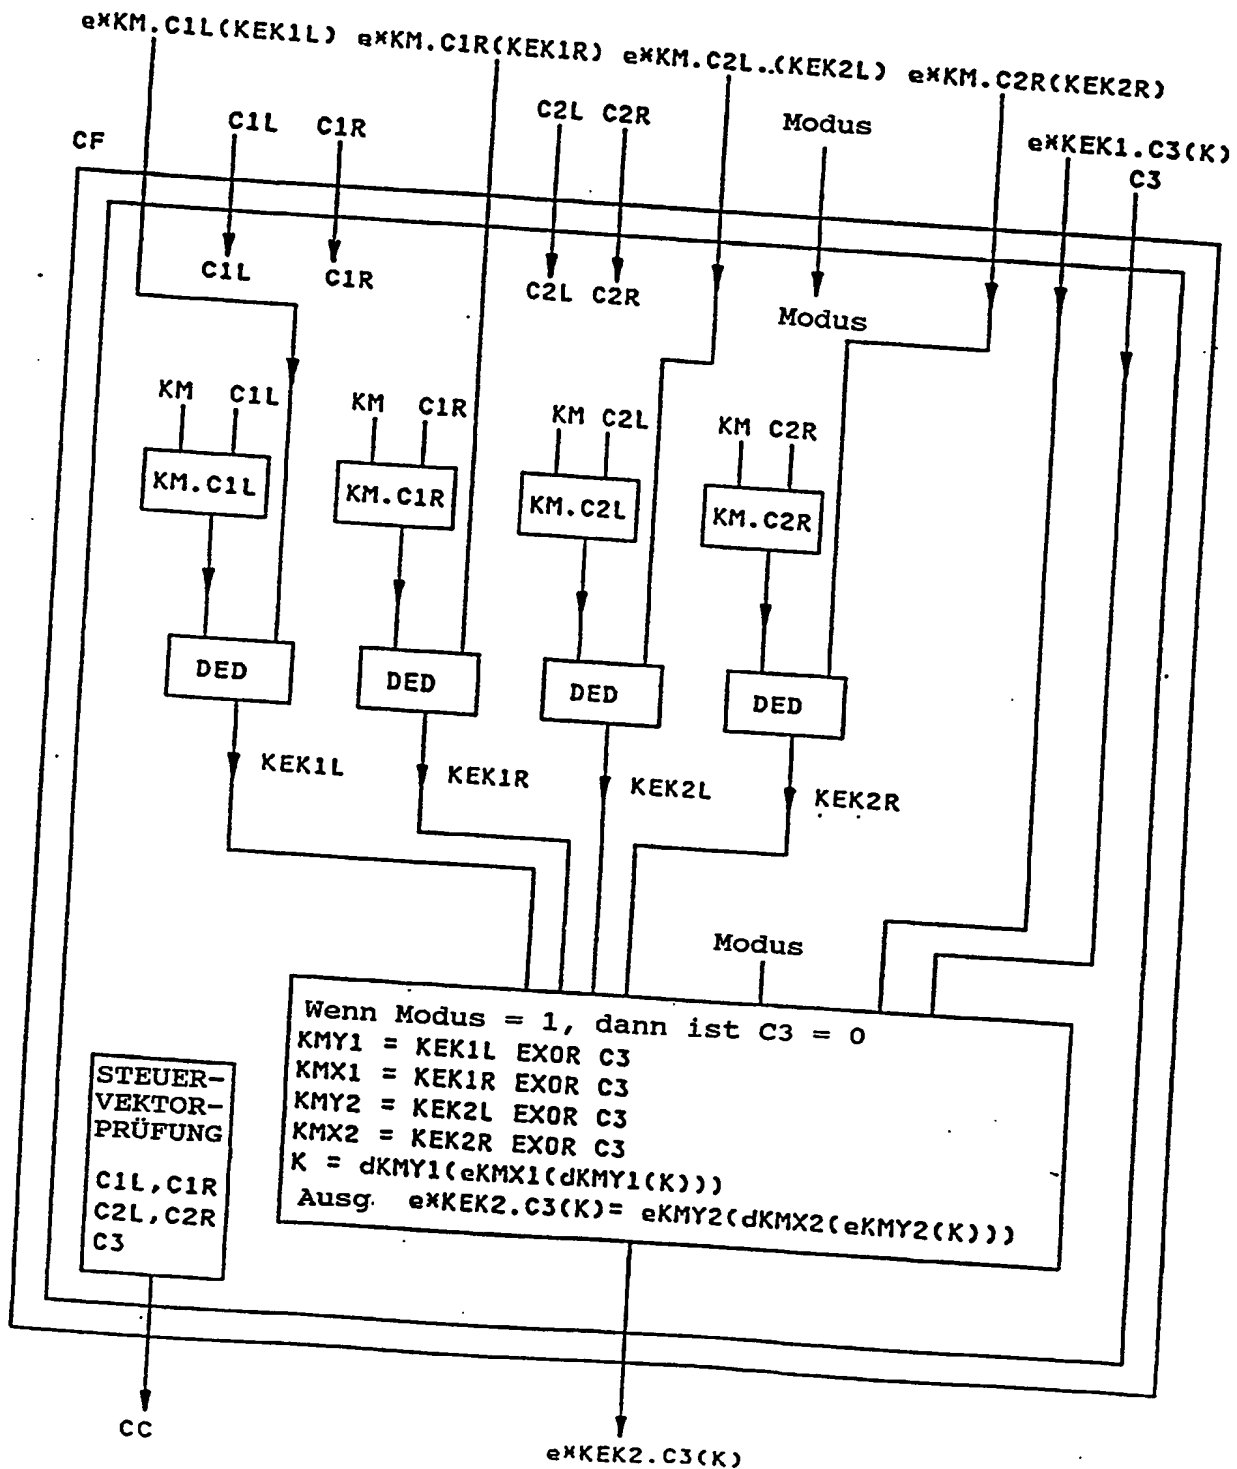 e*KM.C1L(KEK1L) e*KM.C1R(KEK1R) e*KM.C2L..(KEK2L) e*KM.C2R(KEK2R)
C1L C1R C2L C2R Modus e*KEK1.C3(K)
CF C3
C1L C1R C2L C2R Modus
KM C1L KM C1R KM C2L KM C2R
KM.C1L KM.C1R KM.C2L KM.C2R
DED DED DED DED
KEK1L KEK1R KEK2L KEK2R
Modus
Wenn Modus = 1, dann ist C3 = 0
KMY1 = KEK1L EXOR C3
KMX1 = KEK1R EXOR C3
KMY2 = KEK2L EXOR C3
KMX2 = KEK2R EXOR C3
K = dKMY1(eKMX1(dKMY1(K)))
Ausg. e*KEK2.C3(K)= eKMY2(dKMX2(eKMY2(K)))
STEUER-
VEKTOR-
PRÜFUNG
C1L,C1R
C2L,C2R
C3
CC
e*KEK2.C3(K)